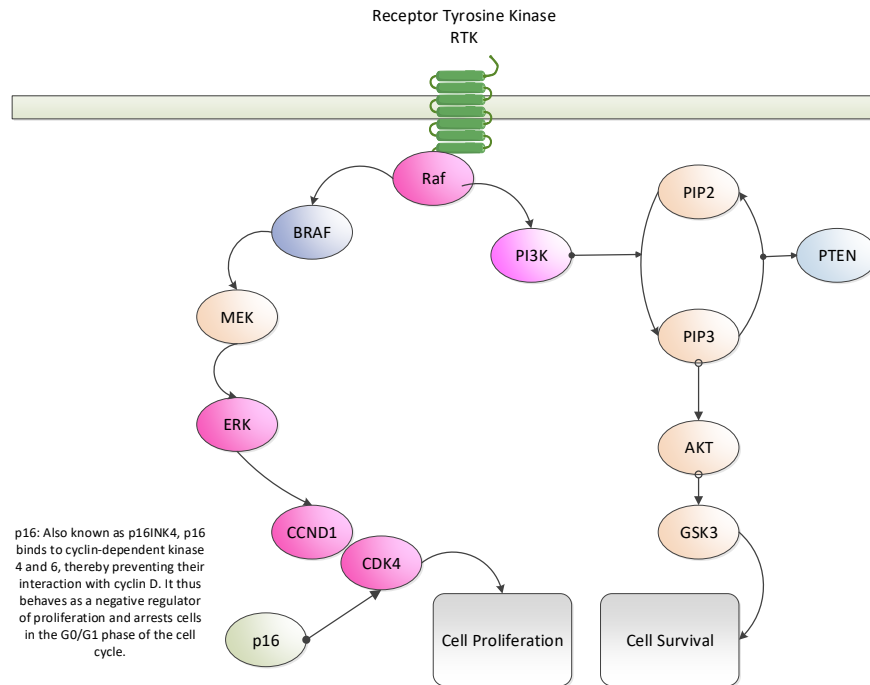 Receptor Tyrosine Kinase
RTK
Raf
PIP2
BRAF
PI3K
PTEN
MEK
PIP3
ERK
AKT
CCND1
GSK3
CDK4
p16: Also known as p16INK4, p16
binds to cyclin-dependent kinase
4 and 6, thereby preventing their
interaction with cyclin D. It thus
behaves as a negative regulator
of proliferation and arrests cells
in the G0/G1 phase of the cell
cycle.
p16
Cell Proliferation
Cell Survival